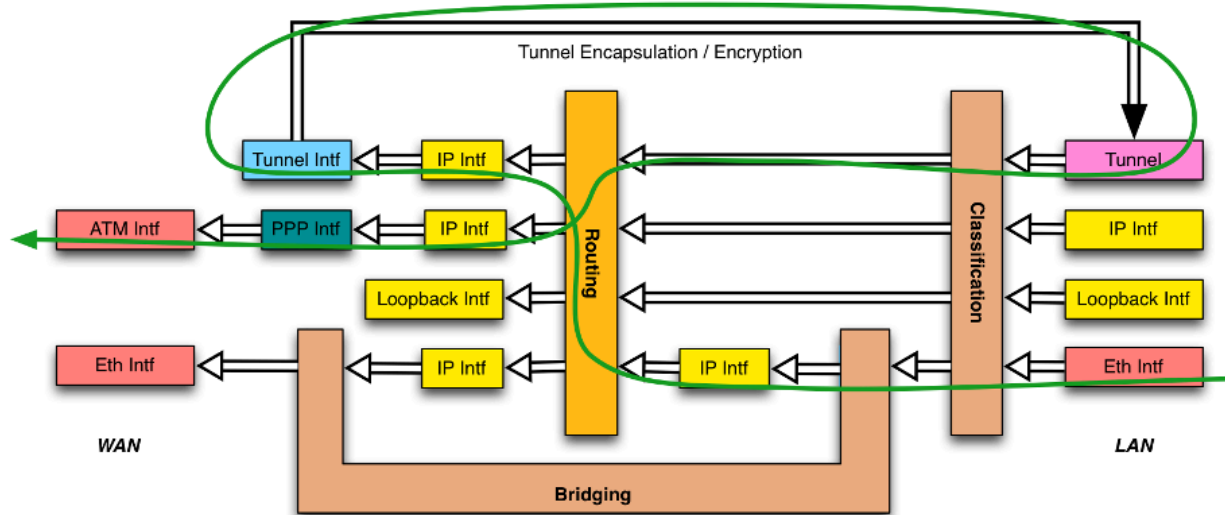 Tunnel Encapsulation / Encryption
Tunnel Intf
IP Intf
Tunnel
ATM Intf
PPP Intf
IP Intf
IP Intf
Routing
Classification
Loopback Intf
Loopback Intf
Eth Intf
IP Intf
IP Intf
Eth Intf
WAN
LAN
Bridging